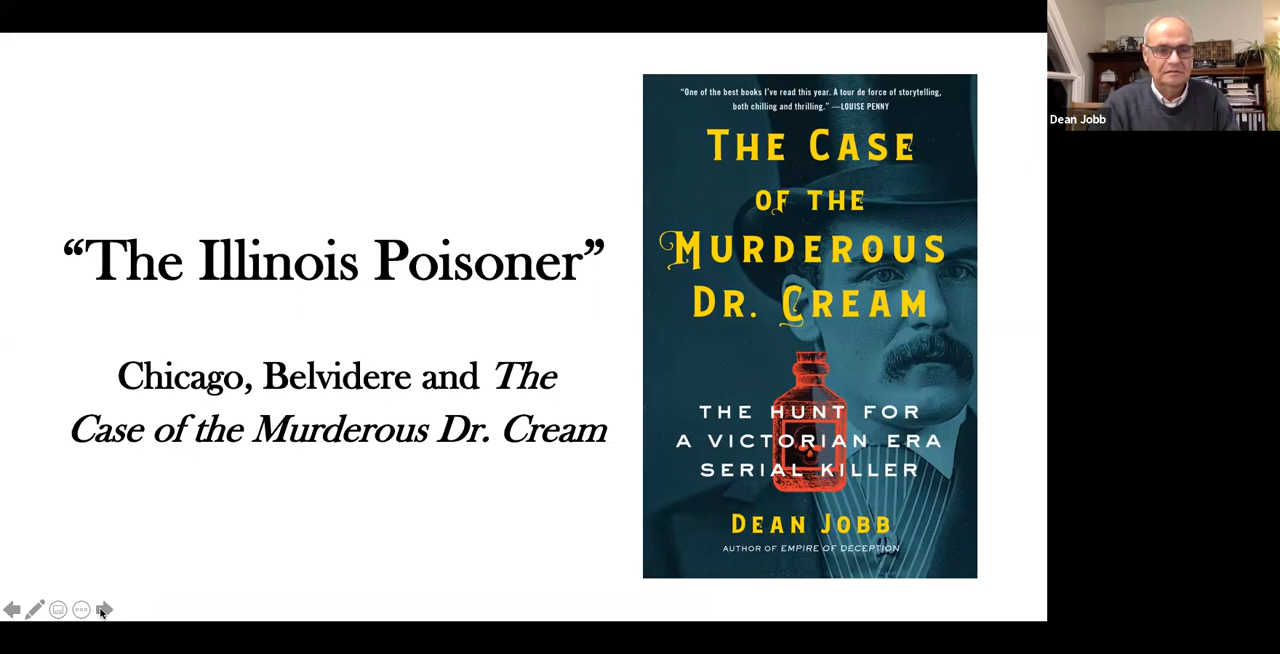 “The Illinois Poisoner”
Chicago, Belvidere and The
Case of the Murderous Dr. Cream
“One of the best books I’ve read this year. A tour de force of storytelling,
both chilling and thrilling.” —LOUISE PENNY
THE CASE
OF THE
MURDEROUS
DR. CREAM
THE HUNT FOR
A VICTORIAN ERA
SERIAL KILLER
DEAN JOBB
AUTHOR OF EMPIRE OF DECEPTION
Dean Jobb